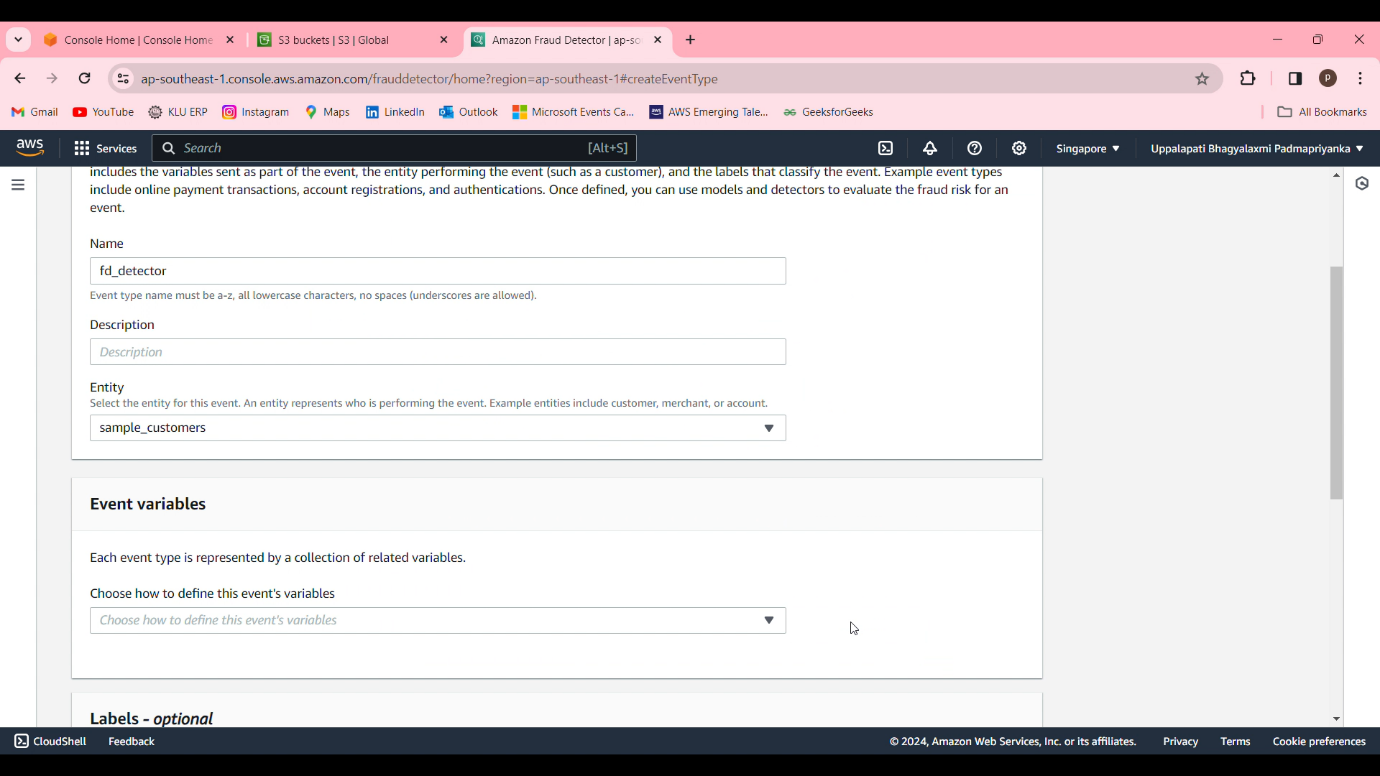 Console Home | Console Home
S3 buckets | S3 | Global
Amazon Fraud Detector | ap-so
ap-southeast-1.console.aws.amazon.com/frauddetector/home?region=ap-southeast-1#createEventType
P
Gmail
YouTube
KLU ERP
Instagram
Maps
LinkedIn
Outlook
Microsoft Events Ca...
AWS Emerging Tale...
GeeksforGeeks
All Bookmarks
aws
Services
Search
[Alt+S]
Singapore
Uppalapati Bhagyalaxmi Padmapriyanka
includes the variables sent as part of the event, the entity performing the event (such as a customer), and the labels that classify the event. Example event types
include online payment transactions, account registrations, and authentications. Once defined, you can use models and detectors to evaluate the fraud risk for an
event.
Name
fd_detector
Event type name must be a-z, all lowercase characters, no spaces (underscores are allowed).
Description
Description
Entity
Select the entity for this event. An entity represents who is performing the event. Example entities include customer, merchant, or account.
sample_customers
Event variables
Each event type is represented by a collection of related variables.
Choose how to define this event's variables
Choose how to define this event's variables
Labels - optional
CloudShell
Feedback
© 2024, Amazon Web Services, Inc. or its affiliates.
Privacy
Terms
Cookie preferences